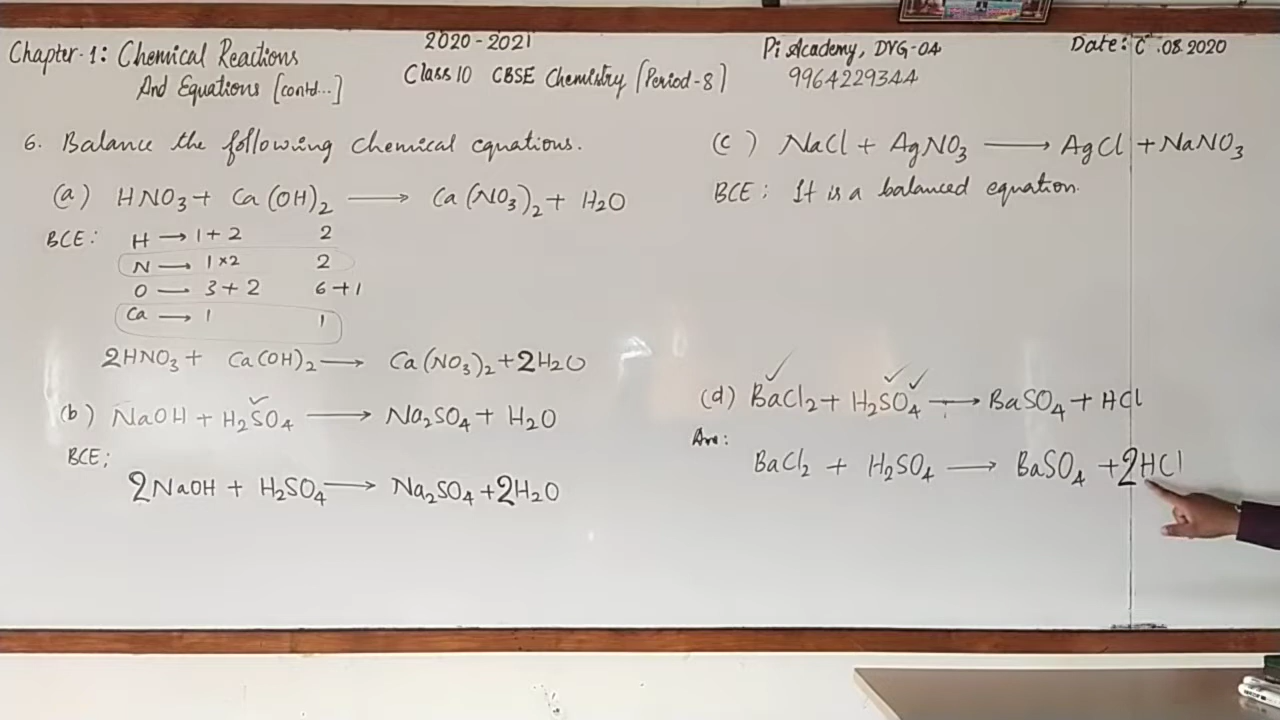 Chapter-1: Chemical Reactions
And Equations [contd...]
2020-2021
Class 10 CBSE Chemistry (Period-8)
Pi Academy, DVG-04
9964229344
Date: .08.2020
6. Balance the following chemical equations.
(a) HNO3 + Ca(OH)2 → Ca(NO3)2 + H2O
BCE: H → 1+2 2
N — 1×2 2
O — 3+2 6+1
Ca → 1 1
2HNO3 + Ca(OH)2 → Ca(NO3)2 + 2H2O
(b) NaOH + H2SO4 → Na2SO4 + H2O
BCE;
2NaOH + H2SO4 → Na2SO4 + 2H2O
(c) NaCl + AgNO3 → AgCl + NaNO3
BCE: It is a balanced equation.
(d) BaCl2 + H2SO4 → BaSO4 + HCl
Ans:
BaCl2 + H2SO4 → BaSO4 + 2HCl